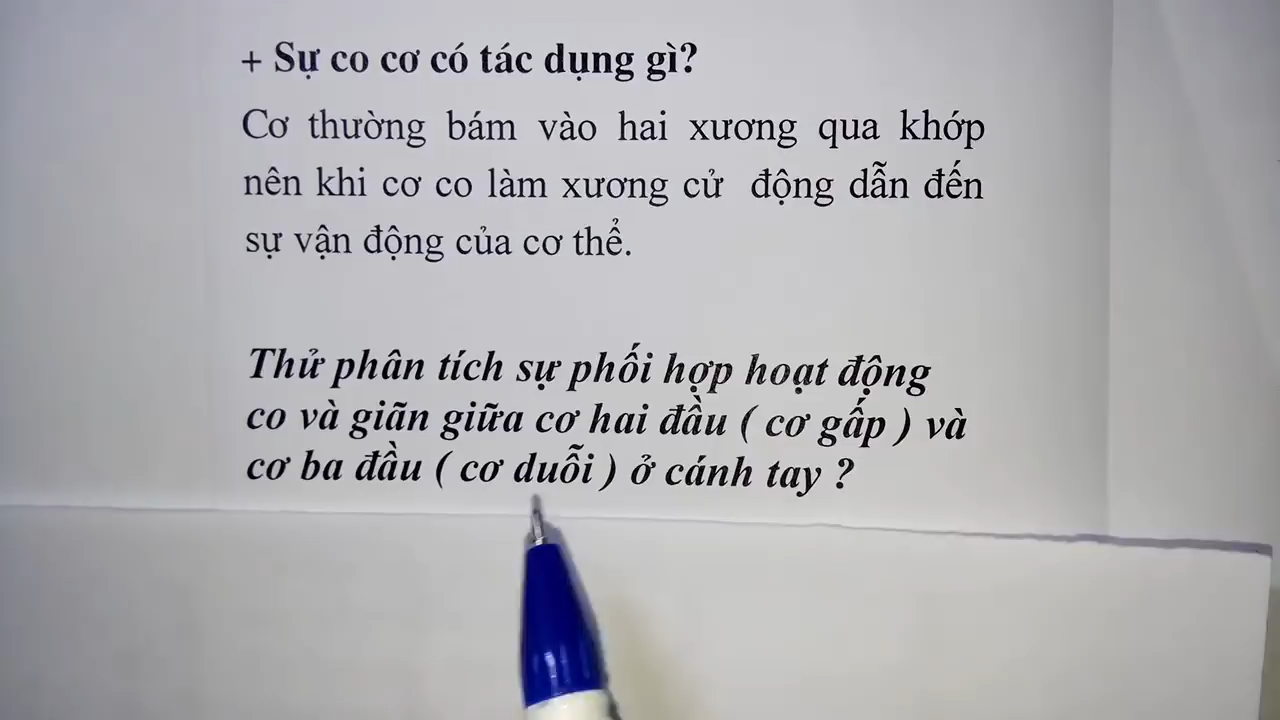 + Sự co cơ có tác dụng gì?
Cơ thường bám vào hai xương qua khớp
nên khi cơ co làm xương cử động dẫn đến
sự vận động của cơ thể.
Thử phân tích sự phối hợp hoạt động
co và giãn giữa cơ hai đầu ( cơ gấp ) và
cơ ba đầu ( cơ duỗi ) ở cánh tay ?